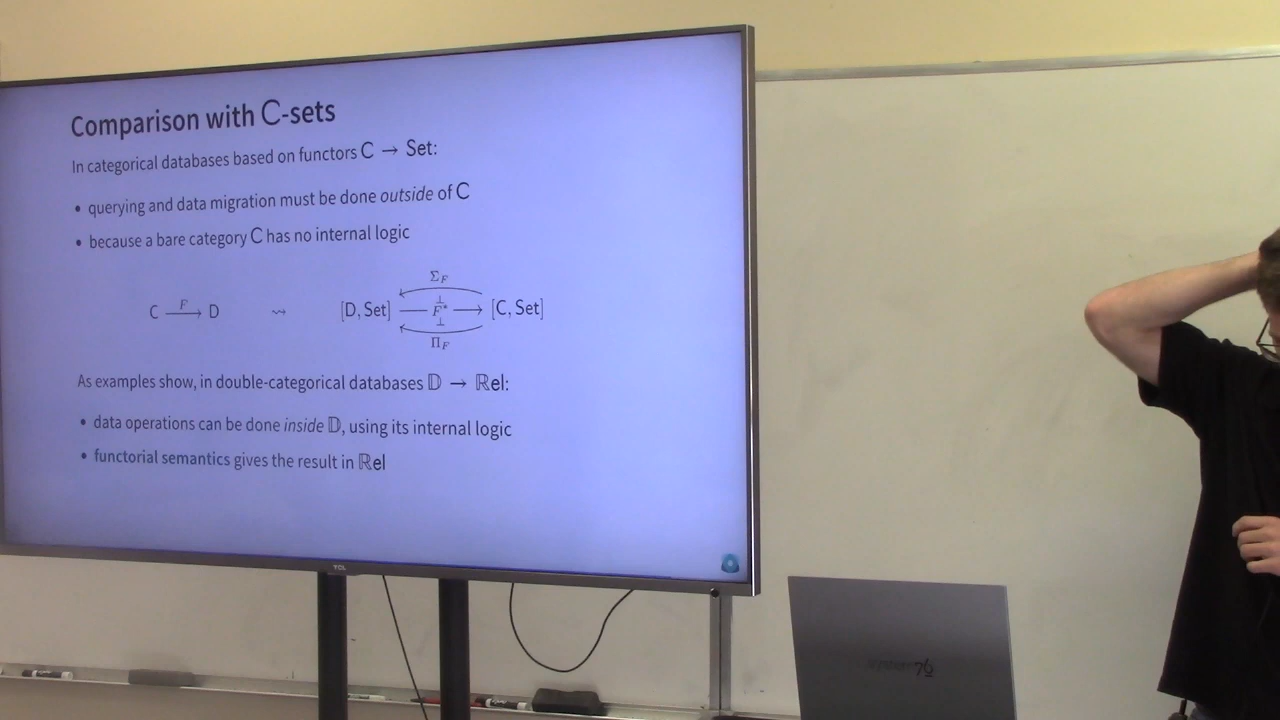 Comparison with C-sets
In categorical databases based on functors C → Set:
• querying and data migration must be done outside of C
• because a bare category C has no internal logic
Σ_F
C —F→ D ⇝ [D, Set] — F* → [C, Set]
⊥
⊥
Π_F
As examples show, in double-categorical databases 𝔻 → ℝel:
• data operations can be done inside 𝔻, using its internal logic
• functorial semantics gives the result in ℝel
TCL
system76